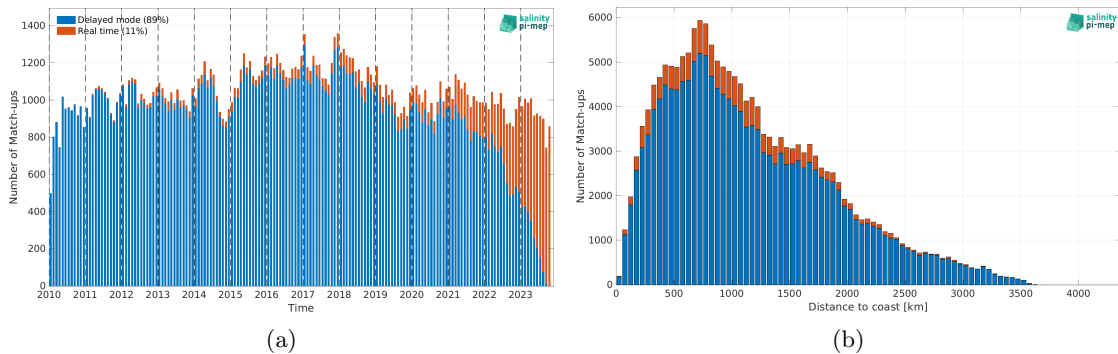 Delayed mode (89%)
Real time (11%)
salinity
pi-mep
1400
1200
1000
800
600
400
200
0
Number of Match-ups
2010 2011 2012 2013 2014 2015 2016 2017 2018 2019 2020 2021 2022 2023
Time
(a)
salinity
pi-mep
6000
5000
4000
3000
2000
1000
0
Number of Match-ups
0 500 1000 1500 2000 2500 3000 3500 4000
Distance to coast [km]
(b)